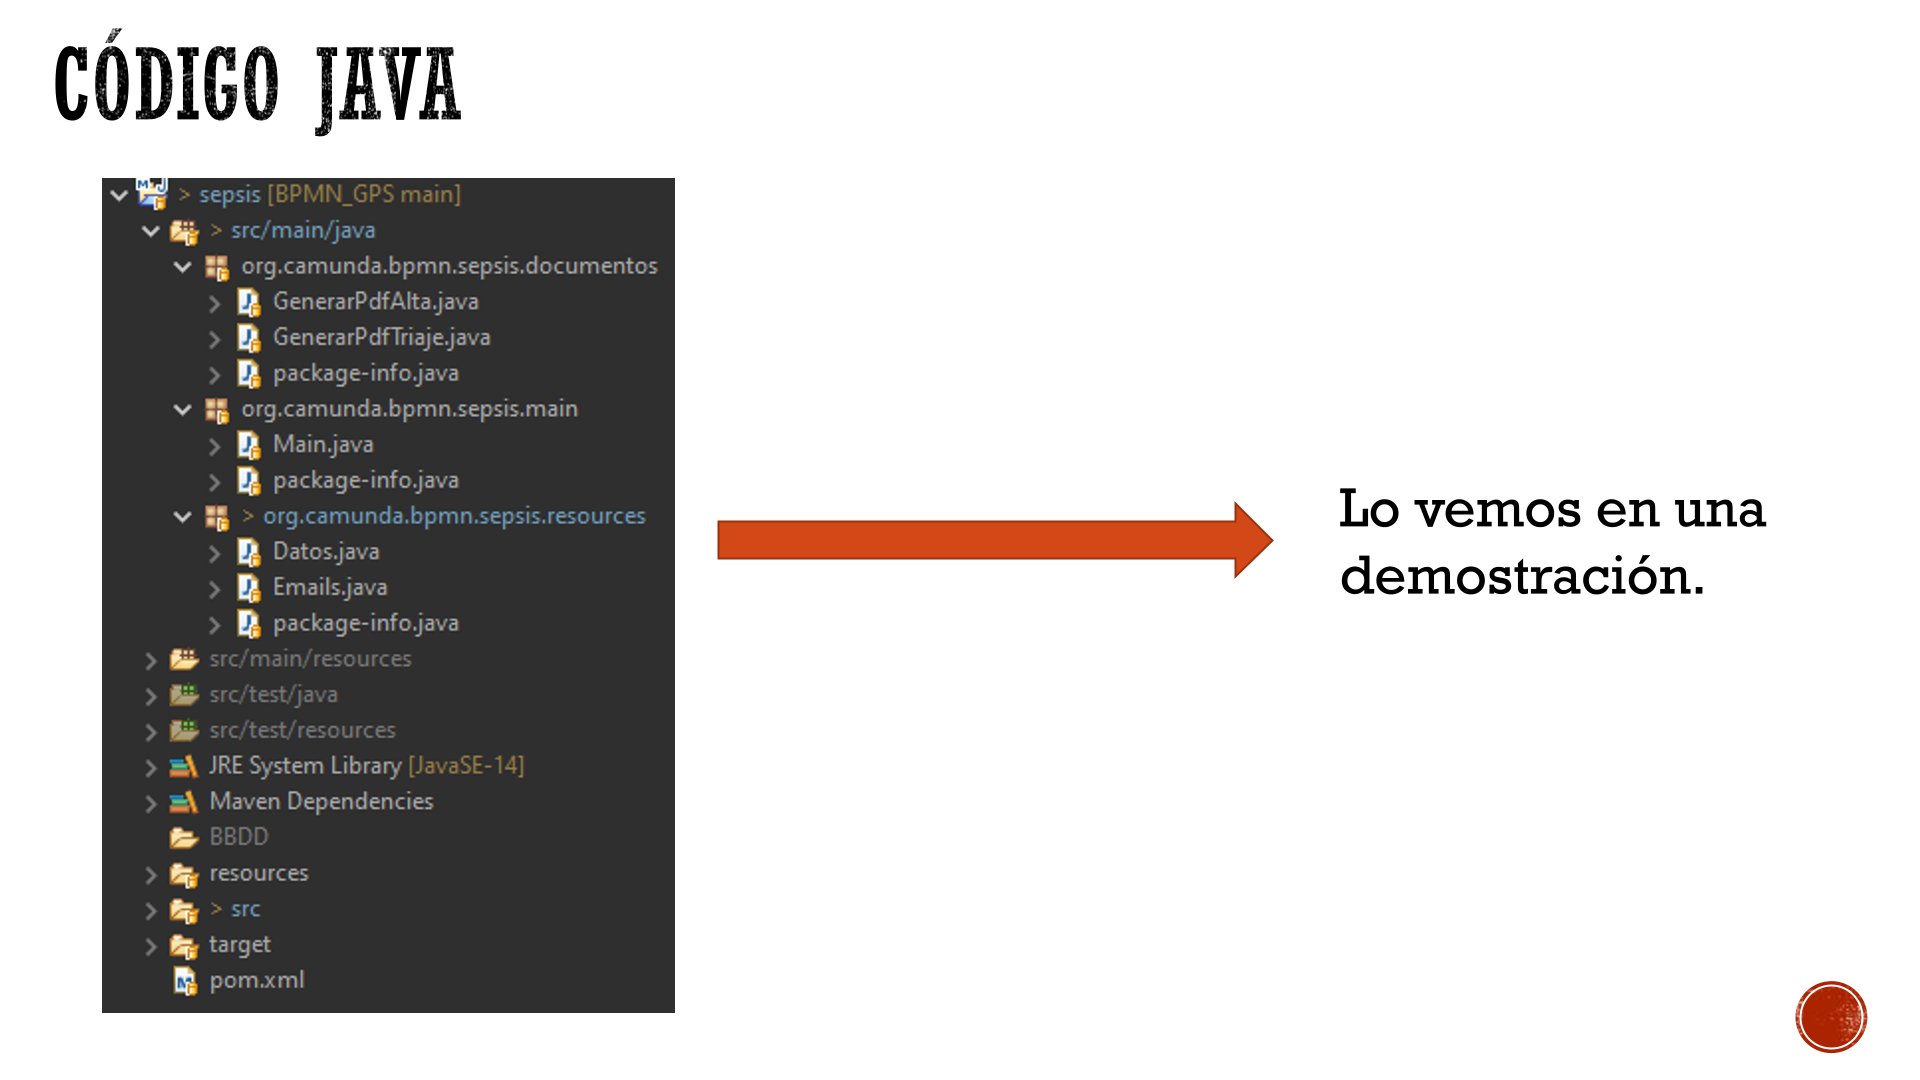 CÓDIGO JAVA
> sepsis [BPMN_GPS main]
> src/main/java
org.camunda.bpmn.sepsis.documentos
GenerarPdfAlta.java
GenerarPdfTriaje.java
package-info.java
org.camunda.bpmn.sepsis.main
Main.java
package-info.java
> org.camunda.bpmn.sepsis.resources
Datos.java
Emails.java
package-info.java
src/main/resources
src/test/java
src/test/resources
JRE System Library [JavaSE-14]
Maven Dependencies
BBDD
resources
> src
target
pom.xml
Lo vemos en una
demostración.